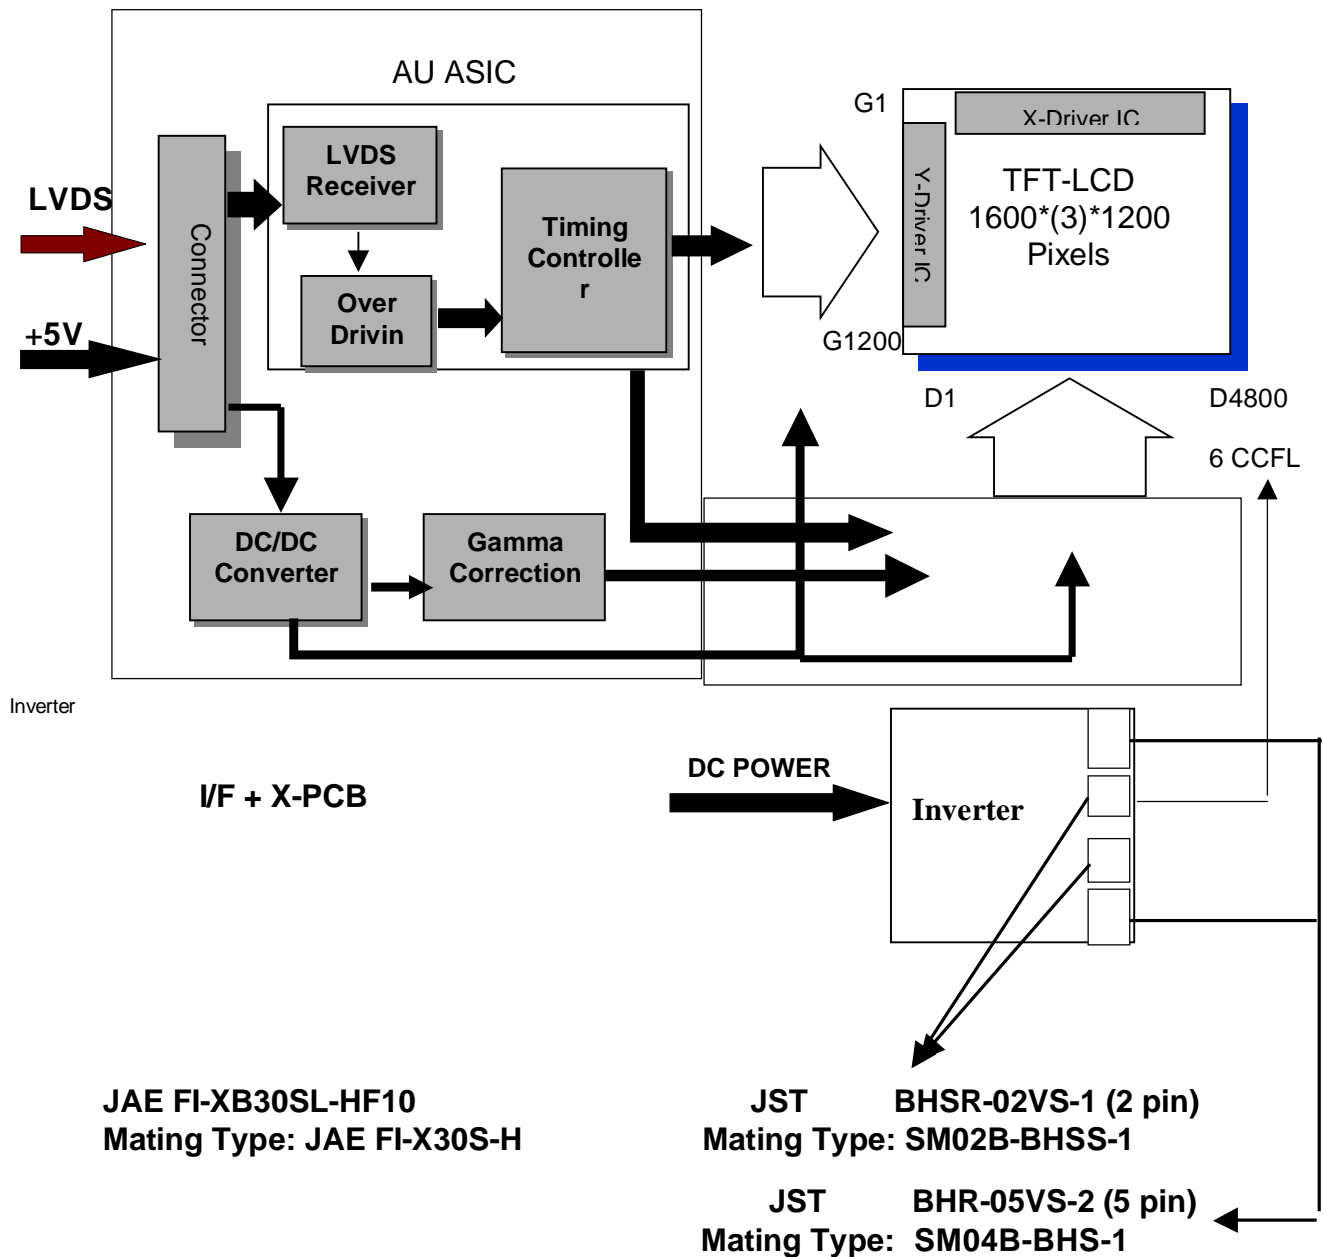 AU ASIC
LVDS
+5V
Connector
LVDS
Receiver
Over
Drivin
Timing
Controlle
r
DC/DC
Converter
Gamma
Correction
G1
G1200
X-Driver IC
Y-Driver IC
TFT-LCD
1600*(3)*1200
Pixels
D1
D4800
6 CCFL
Inverter
I/F + X-PCB
DC POWER
Inverter
JAE FI-XB30SL-HF10
Mating Type: JAE FI-X30S-H
JST BHSR-02VS-1 (2 pin)
Mating Type: SM02B-BHSS-1
JST BHR-05VS-2 (5 pin)
Mating Type: SM04B-BHS-1